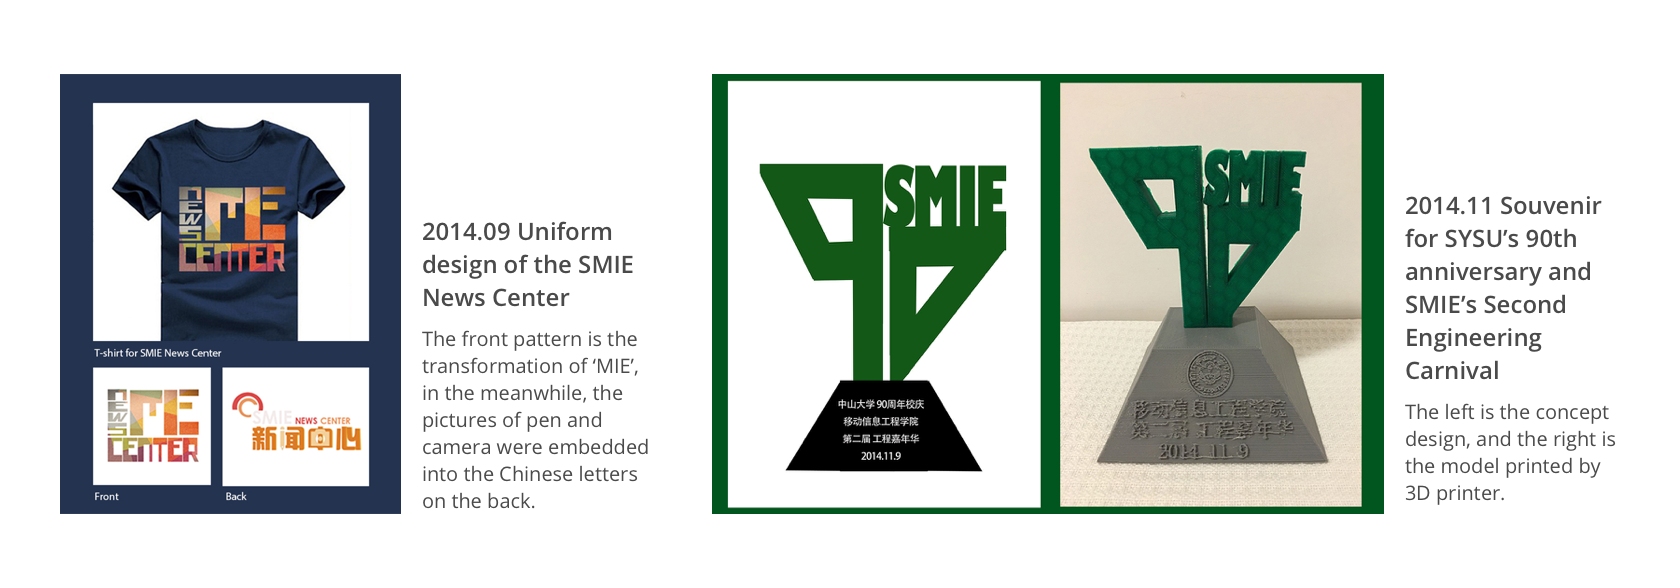 NEWS
MIE
CENTER
T-shirt for SMIE News Center
NEWS
MIE
CENTER
Front
SMIE NEWS CENTER
新闻中心
Back
2014.09 Uniform
design of the SMIE
News Center
The front pattern is the
transformation of ‘MIE’,
in the meanwhile, the
pictures of pen and
camera were embedded
into the Chinese letters
on the back.
90
SMIE
中山大学 90周年校庆
移动信息工程学院
第二届 工程嘉年华
2014.11.9
90
SMIE
移动信息工程学院
第二届 工程嘉年华
2014.11.9
2014.11 Souvenir
for SYSU’s 90th
anniversary and
SMIE’s Second
Engineering
Carnival
The left is the concept
design, and the right is
the model printed by
3D printer.